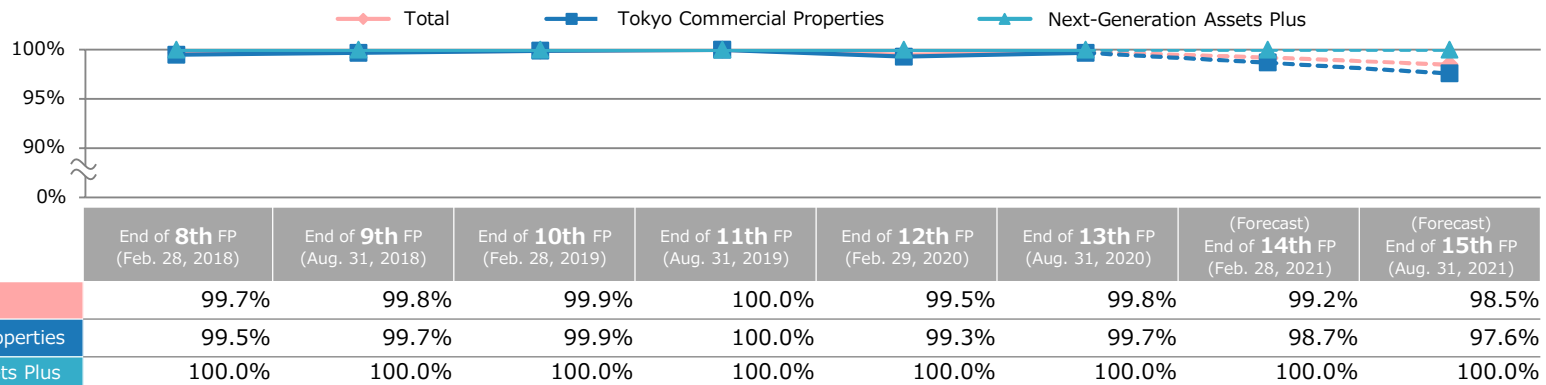 Total Tokyo Commercial Properties Next-Generation Assets Plus
100%
95%
90%
0%
End of 8th FP (Feb. 28, 2018)
End of 9th FP (Aug. 31, 2018)
End of 10th FP (Feb. 28, 2019)
End of 11th FP (Aug. 31, 2019)
End of 12th FP (Feb. 29, 2020)
End of 13th FP (Aug. 31, 2020)
(Forecast) End of 14th FP (Feb. 28, 2021)
(Forecast) End of 15th FP (Aug. 31, 2021)
99.7% 99.8% 99.9% 100.0% 99.5% 99.8% 99.2% 98.5%
operties 99.5% 99.7% 99.9% 100.0% 99.3% 99.7% 98.7% 97.6%
ts Plus 100.0% 100.0% 100.0% 100.0% 100.0% 100.0% 100.0% 100.0%